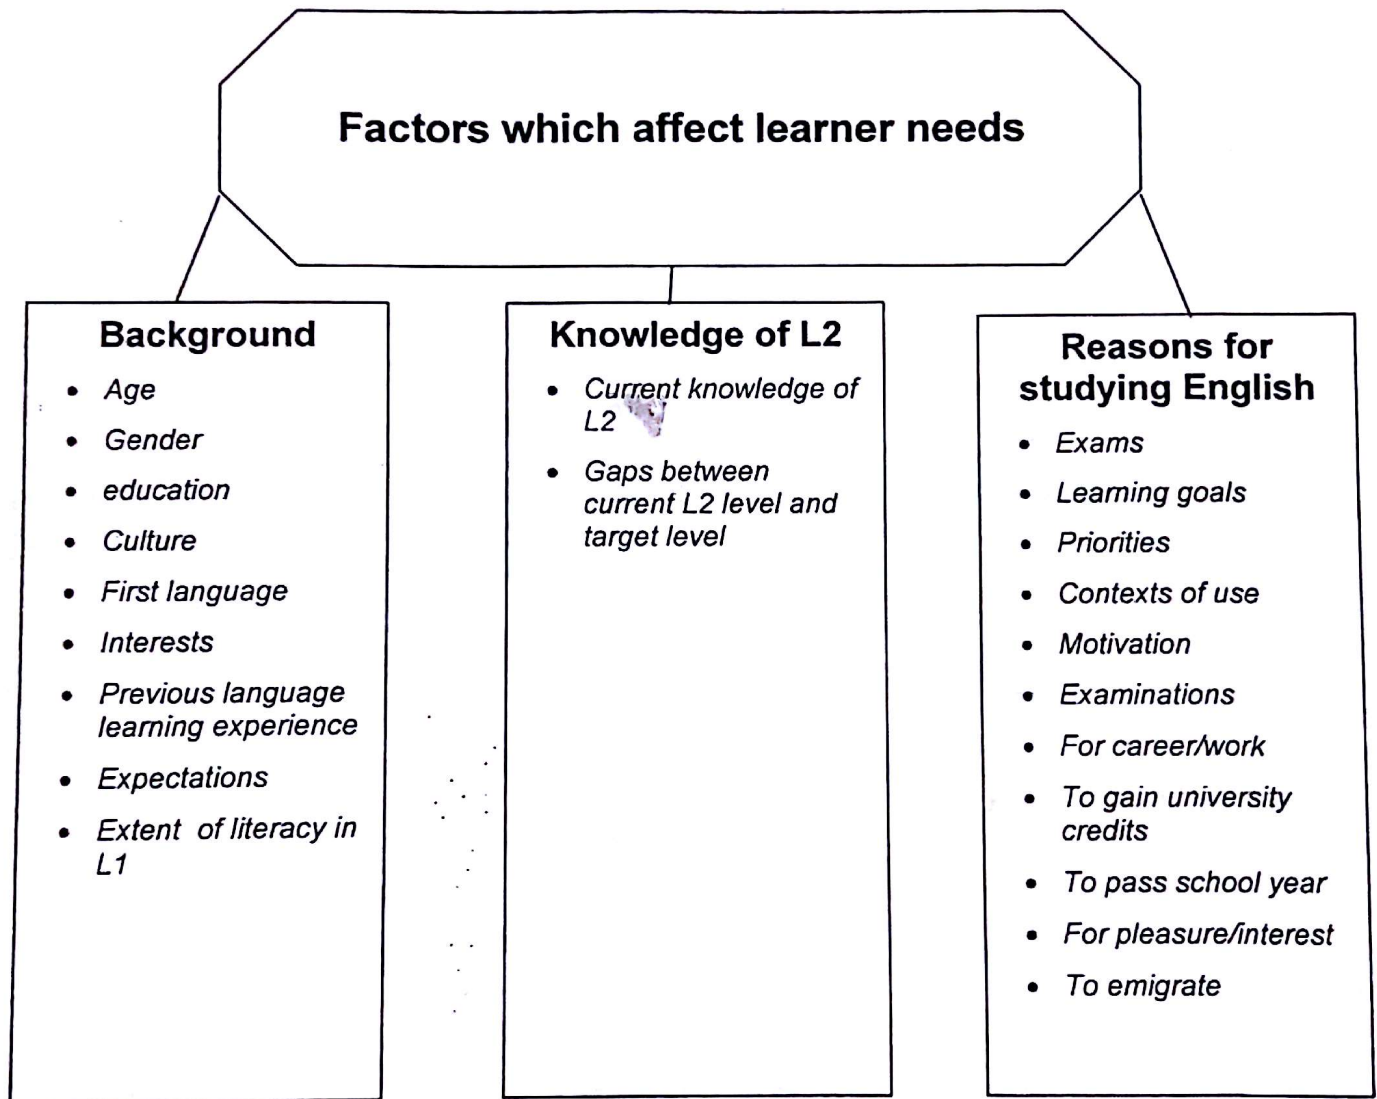 Factors which affect learner needs
Background
• Age
• Gender
• education
• Culture
• First language
• Interests
• Previous language
learning experience
• Expectations
• Extent of literacy in
L1
Knowledge of L2
• Current knowledge of
L2
• Gaps between
current L2 level and
target level
Reasons for
studying English
• Exams
• Learning goals
• Priorities
• Contexts of use
• Motivation
• Examinations
• For career/work
• To gain university
credits
• To pass school year
• For pleasure/interest
• To emigrate